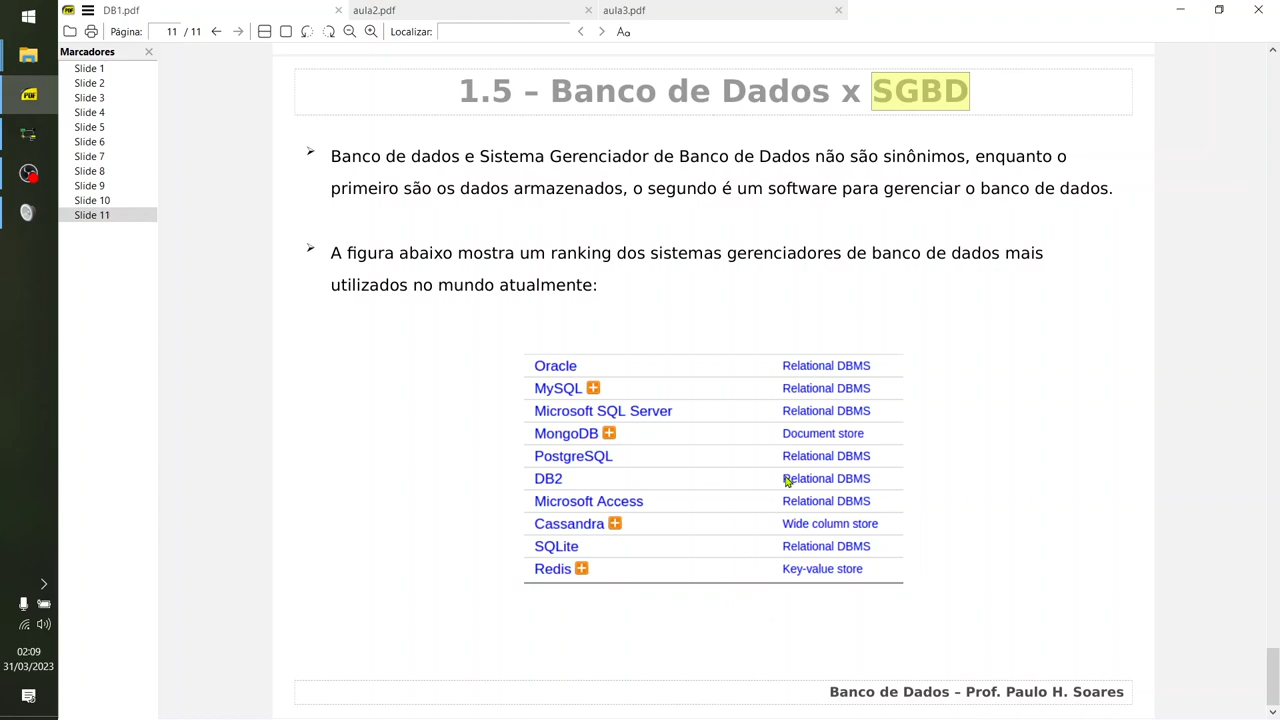 DB1.pdf
aula2.pdf
aula3.pdf
Página:
11 / 11
Localizar:
Marcadores
Slide 1
Slide 2
Slide 3
Slide 4
Slide 5
Slide 6
Slide 7
Slide 8
Slide 9
Slide 10
Slide 11
1.5 – Banco de Dados x SGBD
Banco de dados e Sistema Gerenciador de Banco de Dados não são sinônimos, enquanto o
primeiro são os dados armazenados, o segundo é um software para gerenciar o banco de dados.
A figura abaixo mostra um ranking dos sistemas gerenciadores de banco de dados mais
utilizados no mundo atualmente:
Oracle Relational DBMS
MySQL Relational DBMS
Microsoft SQL Server Relational DBMS
MongoDB Document store
PostgreSQL Relational DBMS
DB2 Relational DBMS
Microsoft Access Relational DBMS
Cassandra Wide column store
SQLite Relational DBMS
Redis Key-value store
Banco de Dados – Prof. Paulo H. Soares
02:09
31/03/2023